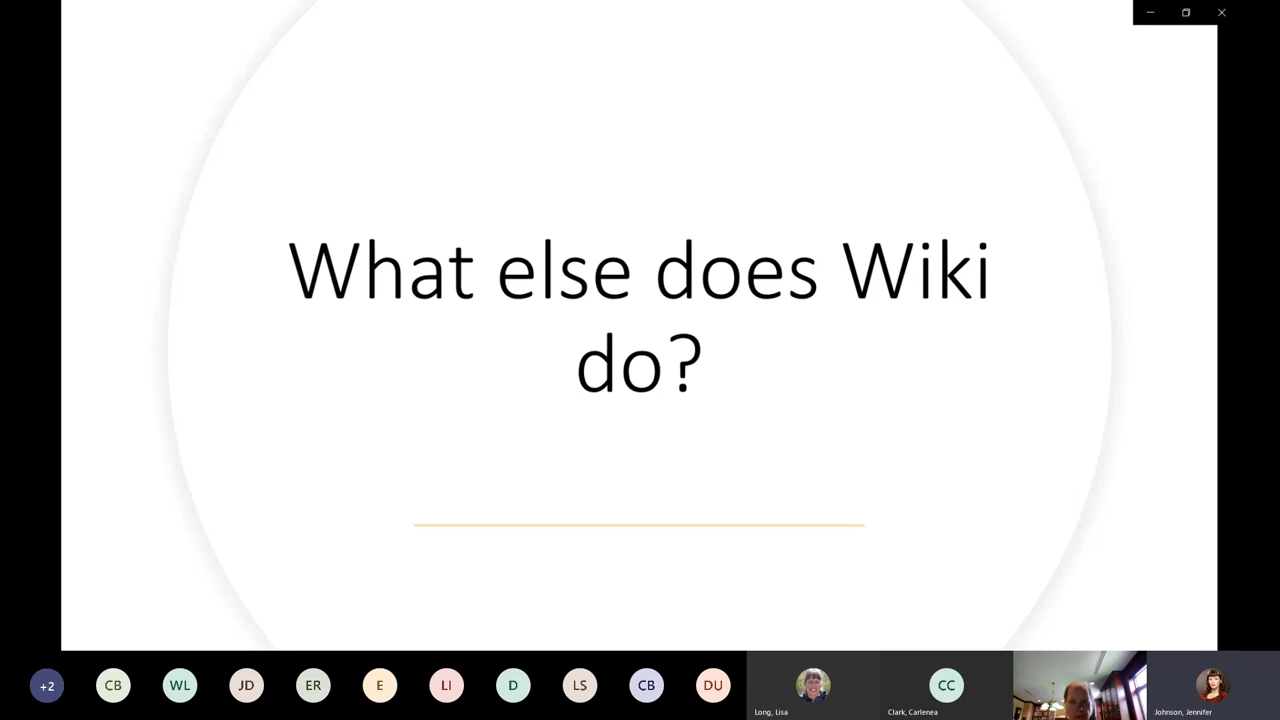 What else does Wiki
do?
+2
CB
WL
JD
ER
E
LI
D
LS
CB
DU
Long, Lisa
CC
Clark, Carlenea
Johnson, Jennifer